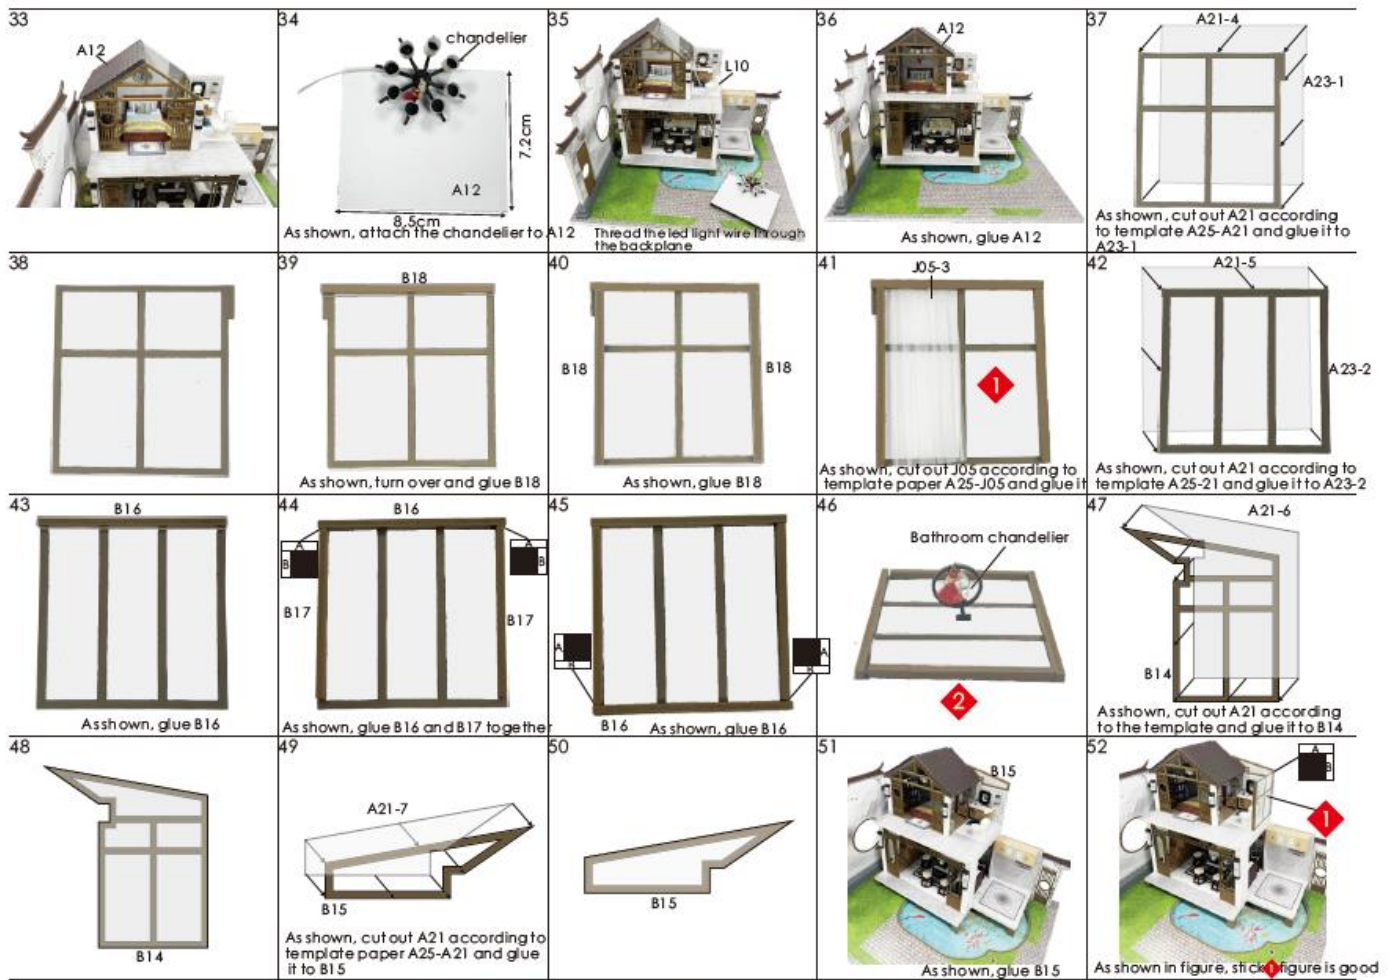 33
A12
34
chandelier
7.2cm
A12
8.5cm
As shown, attach the chandelier to A12
35
L10
Thread the led light wire through
the backplane
36
A12
As shown, glue A12
37
A21-4
A23-1
As shown, cut out A21 according
to template A25-A21 and glue it to
A23-1
38
39
B18
As shown, turn over and glue B18
40
B18
B18
As shown, glue B18
41
J05-3
1
As shown, cut out J05 according to
template paper A25-J05 and glue it
42
A21-5
A23-2
As shown, cut out A21 according to
template A25-21 and glue it to A23-2
43
B16
As shown, glue B16
44
B16
A
B
A
B
B17
B17
As shown, glue B16 and B17 together
45
A
B
A
B
B16
As shown, glue B16
46
Bathroom chandelier
2
47
A21-6
B14
As shown, cut out A21 according
to the template and glue it to B14
48
B14
49
A21-7
B15
As shown, cut out A21 according to
template paper A25-A21 and glue
it to B15
50
B15
51
B15
As shown, glue B15
52
A
B
1
As shown in figure, stick figure is good